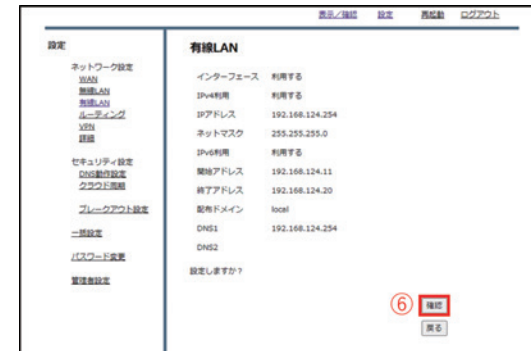 表示/確認 設定 再起動 ログアウト
設定
ネットワーク設定
WAN
無線LAN
有線LAN
ルーティング
VPN
詳細
セキュリティ設定
DNS動作設定
クラウド連携
ブレークアウト設定
一括設定
パスワード変更
管理者設定
有線LAN
インターフェース 利用する
IPv4利用 利用する
IPアドレス 192.168.124.254
ネットマスク 255.255.255.0
IPv6利用 利用する
開始アドレス 192.168.124.11
終了アドレス 192.168.124.20
配布ドメイン local
DNS1 192.168.124.254
DNS2
設定しますか?
⑥ 確認
戻る